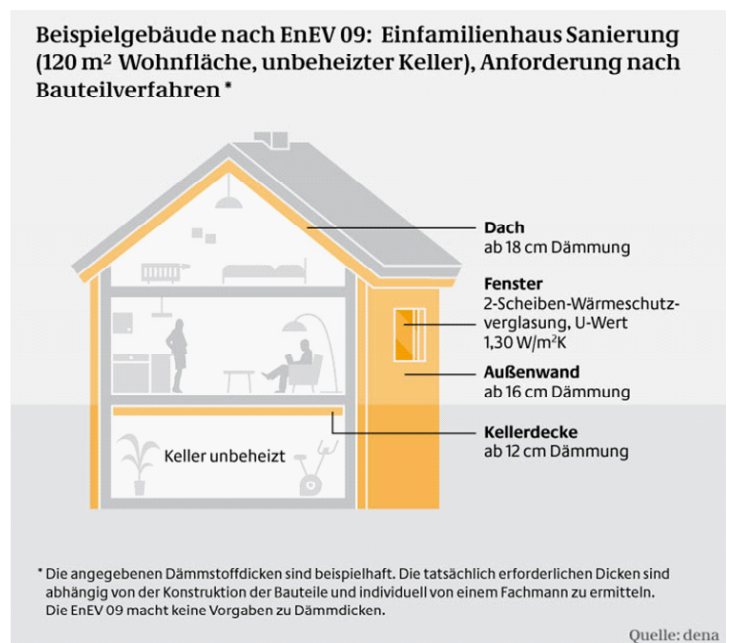 Beispielgebäude nach EnEV 09: Einfamilienhaus Sanierung
(120 m² Wohnfläche, unbeheizter Keller), Anforderung nach
Bauteilverfahren *
Dach
ab 18 cm Dämmung
Fenster
2-Scheiben-Wärmeschutz-
verglasung, U-Wert
1,30 W/m²K
Außenwand
ab 16 cm Dämmung
Kellerdecke
ab 12 cm Dämmung
Keller unbeheizt
* Die angegebenen Dämmstoffdicken sind beispielhaft. Die tatsächlich erforderlichen Dicken sind
abhängig von der Konstruktion der Bauteile und individuell von einem Fachmann zu ermitteln.
Die EnEV 09 macht keine Vorgaben zu Dämmdicken.
Quelle: dena